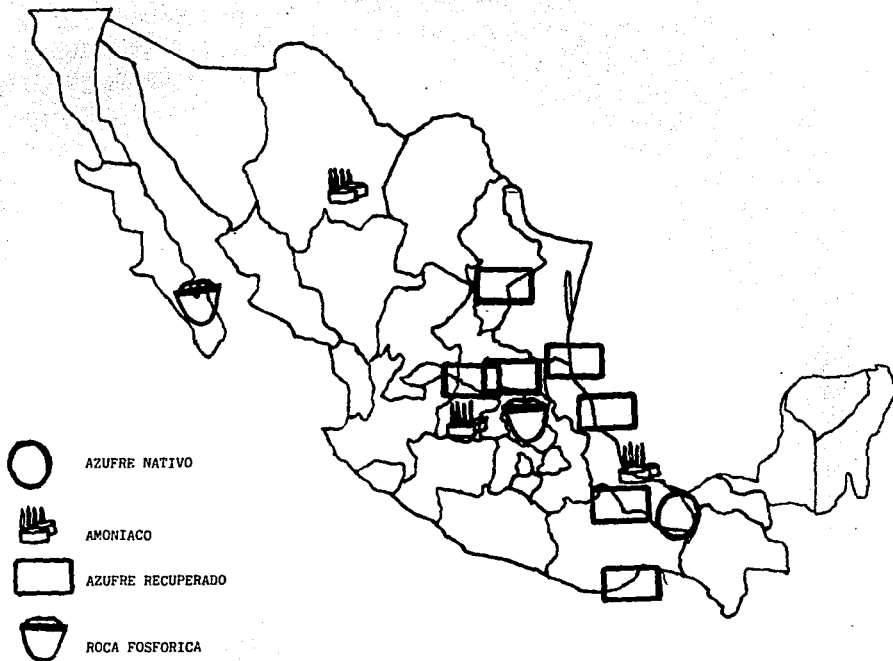 AZUFRE NATIVO
AMONIACO
AZUFRE RECUPERADO
ROCA FOSFORICA